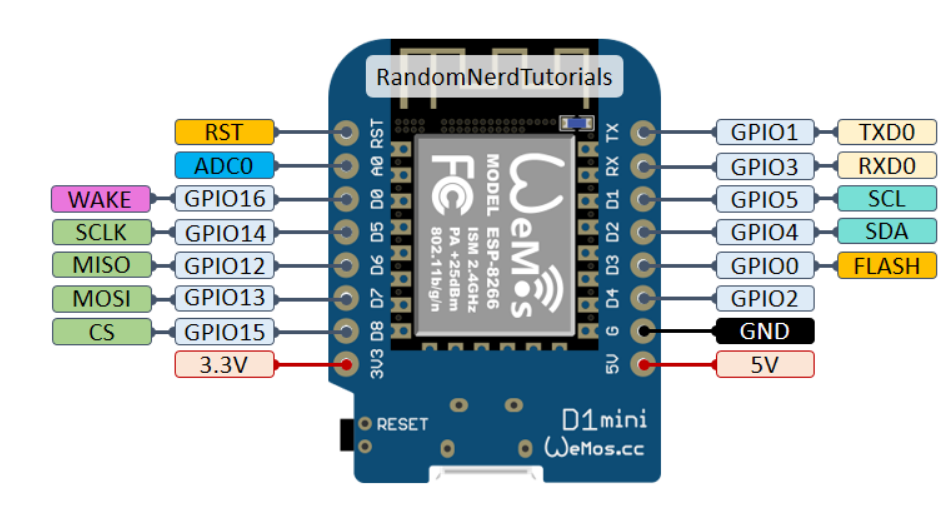 RandomNerdTutorials
RST RST TX GPIO1 TXD0
ADC0 A0 RX GPIO3 RXD0
WAKE GPIO16 D0 D1 GPIO5 SCL
SCLK GPIO14 D5 D2 GPIO4 SDA
MISO GPIO12 D6 D3 GPIO0 FLASH
MOSI GPIO13 D7 D4 GPIO2
CS GPIO15 D8 G GND
3.3V 3V3 5V 5V
WeMos
MODEL ESP-8266
ISM 2.4GHz
PA +25dBm
802.11b/g/n
FC
RESET
D1mini
WeMos.cc